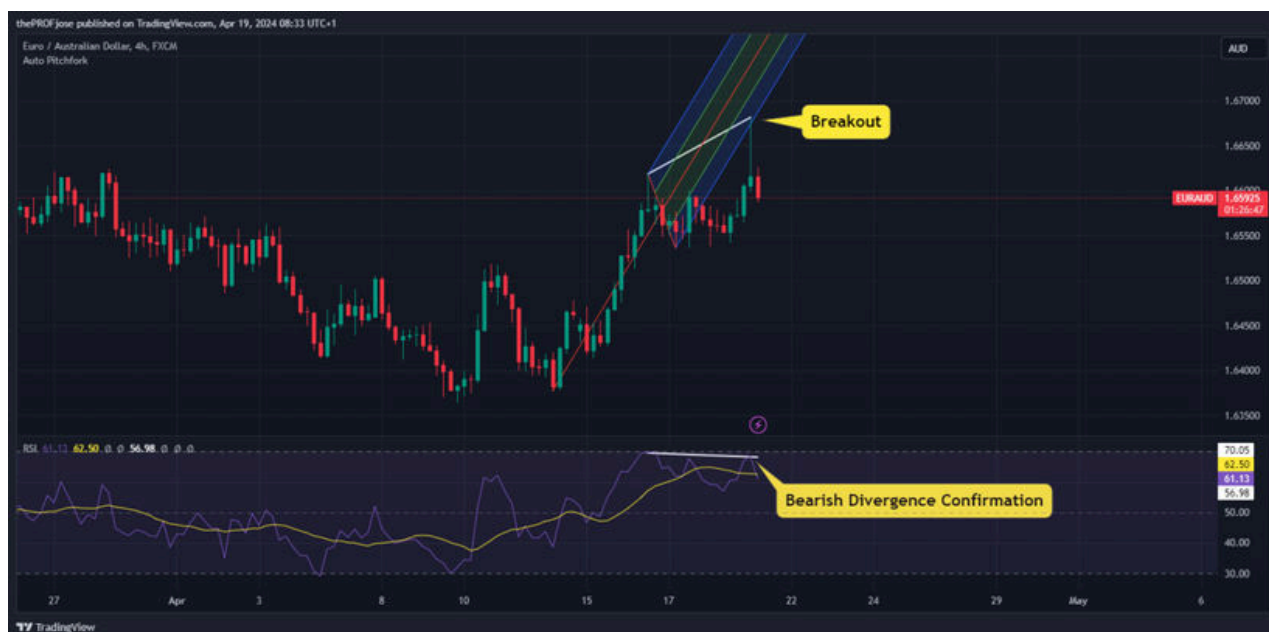 thePROFjose published on TradingView.com, Apr 19, 2024 08:33 UTC+1
Euro / Australian Dollar, 4h, FXCM
Auto Pitchfork
AUD
1.67000
Breakout
1.66500
1.66000
EURAUD 1.65925
01:26:47
1.65500
1.65000
1.64500
1.64000
1.63500
RSI 61.13 62.50 ∅ ∅ 56.98 ∅ ∅ ∅
70.05
62.50
61.13
56.98
Bearish Divergence Confirmation
50.00
40.00
30.00
27 Apr 3 8 10 15 17 22 24 29 May 6
TradingView